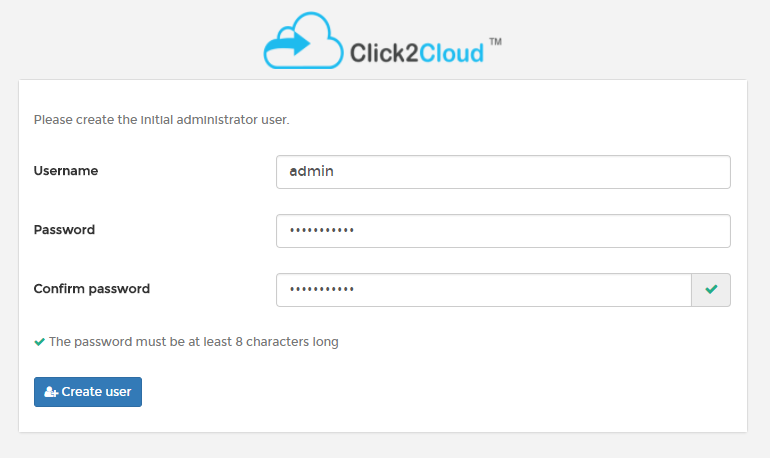 Click2Cloud ™
Please create the initial administrator user.
Username
admin
Password
•••••••••••
Confirm password
•••••••••••
The password must be at least 8 characters long
Create user